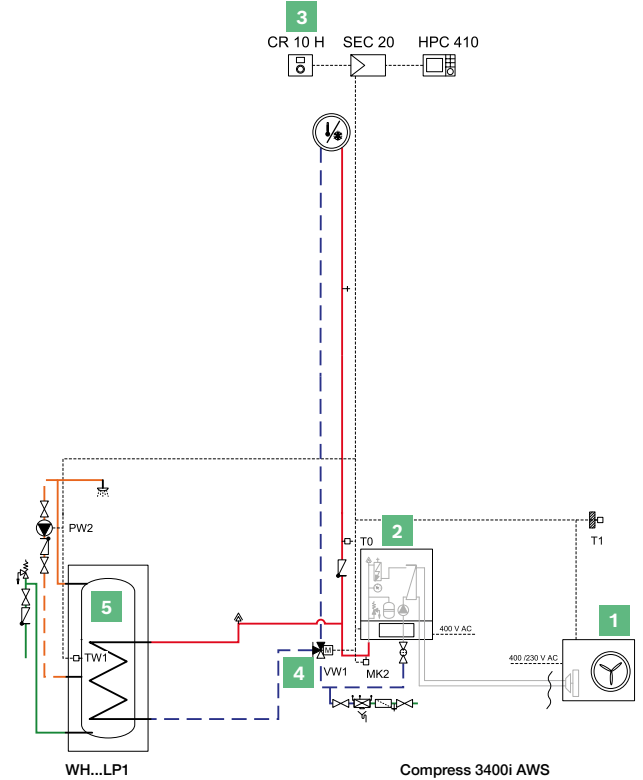 3
CR 10 H SEC 20 HPC 410
PW2
T0
2
T1
400 V AC
5
1
400 /230 V AC
TW1
4
M
VW1
MK2
WH...LP1
Compress 3400i AWS